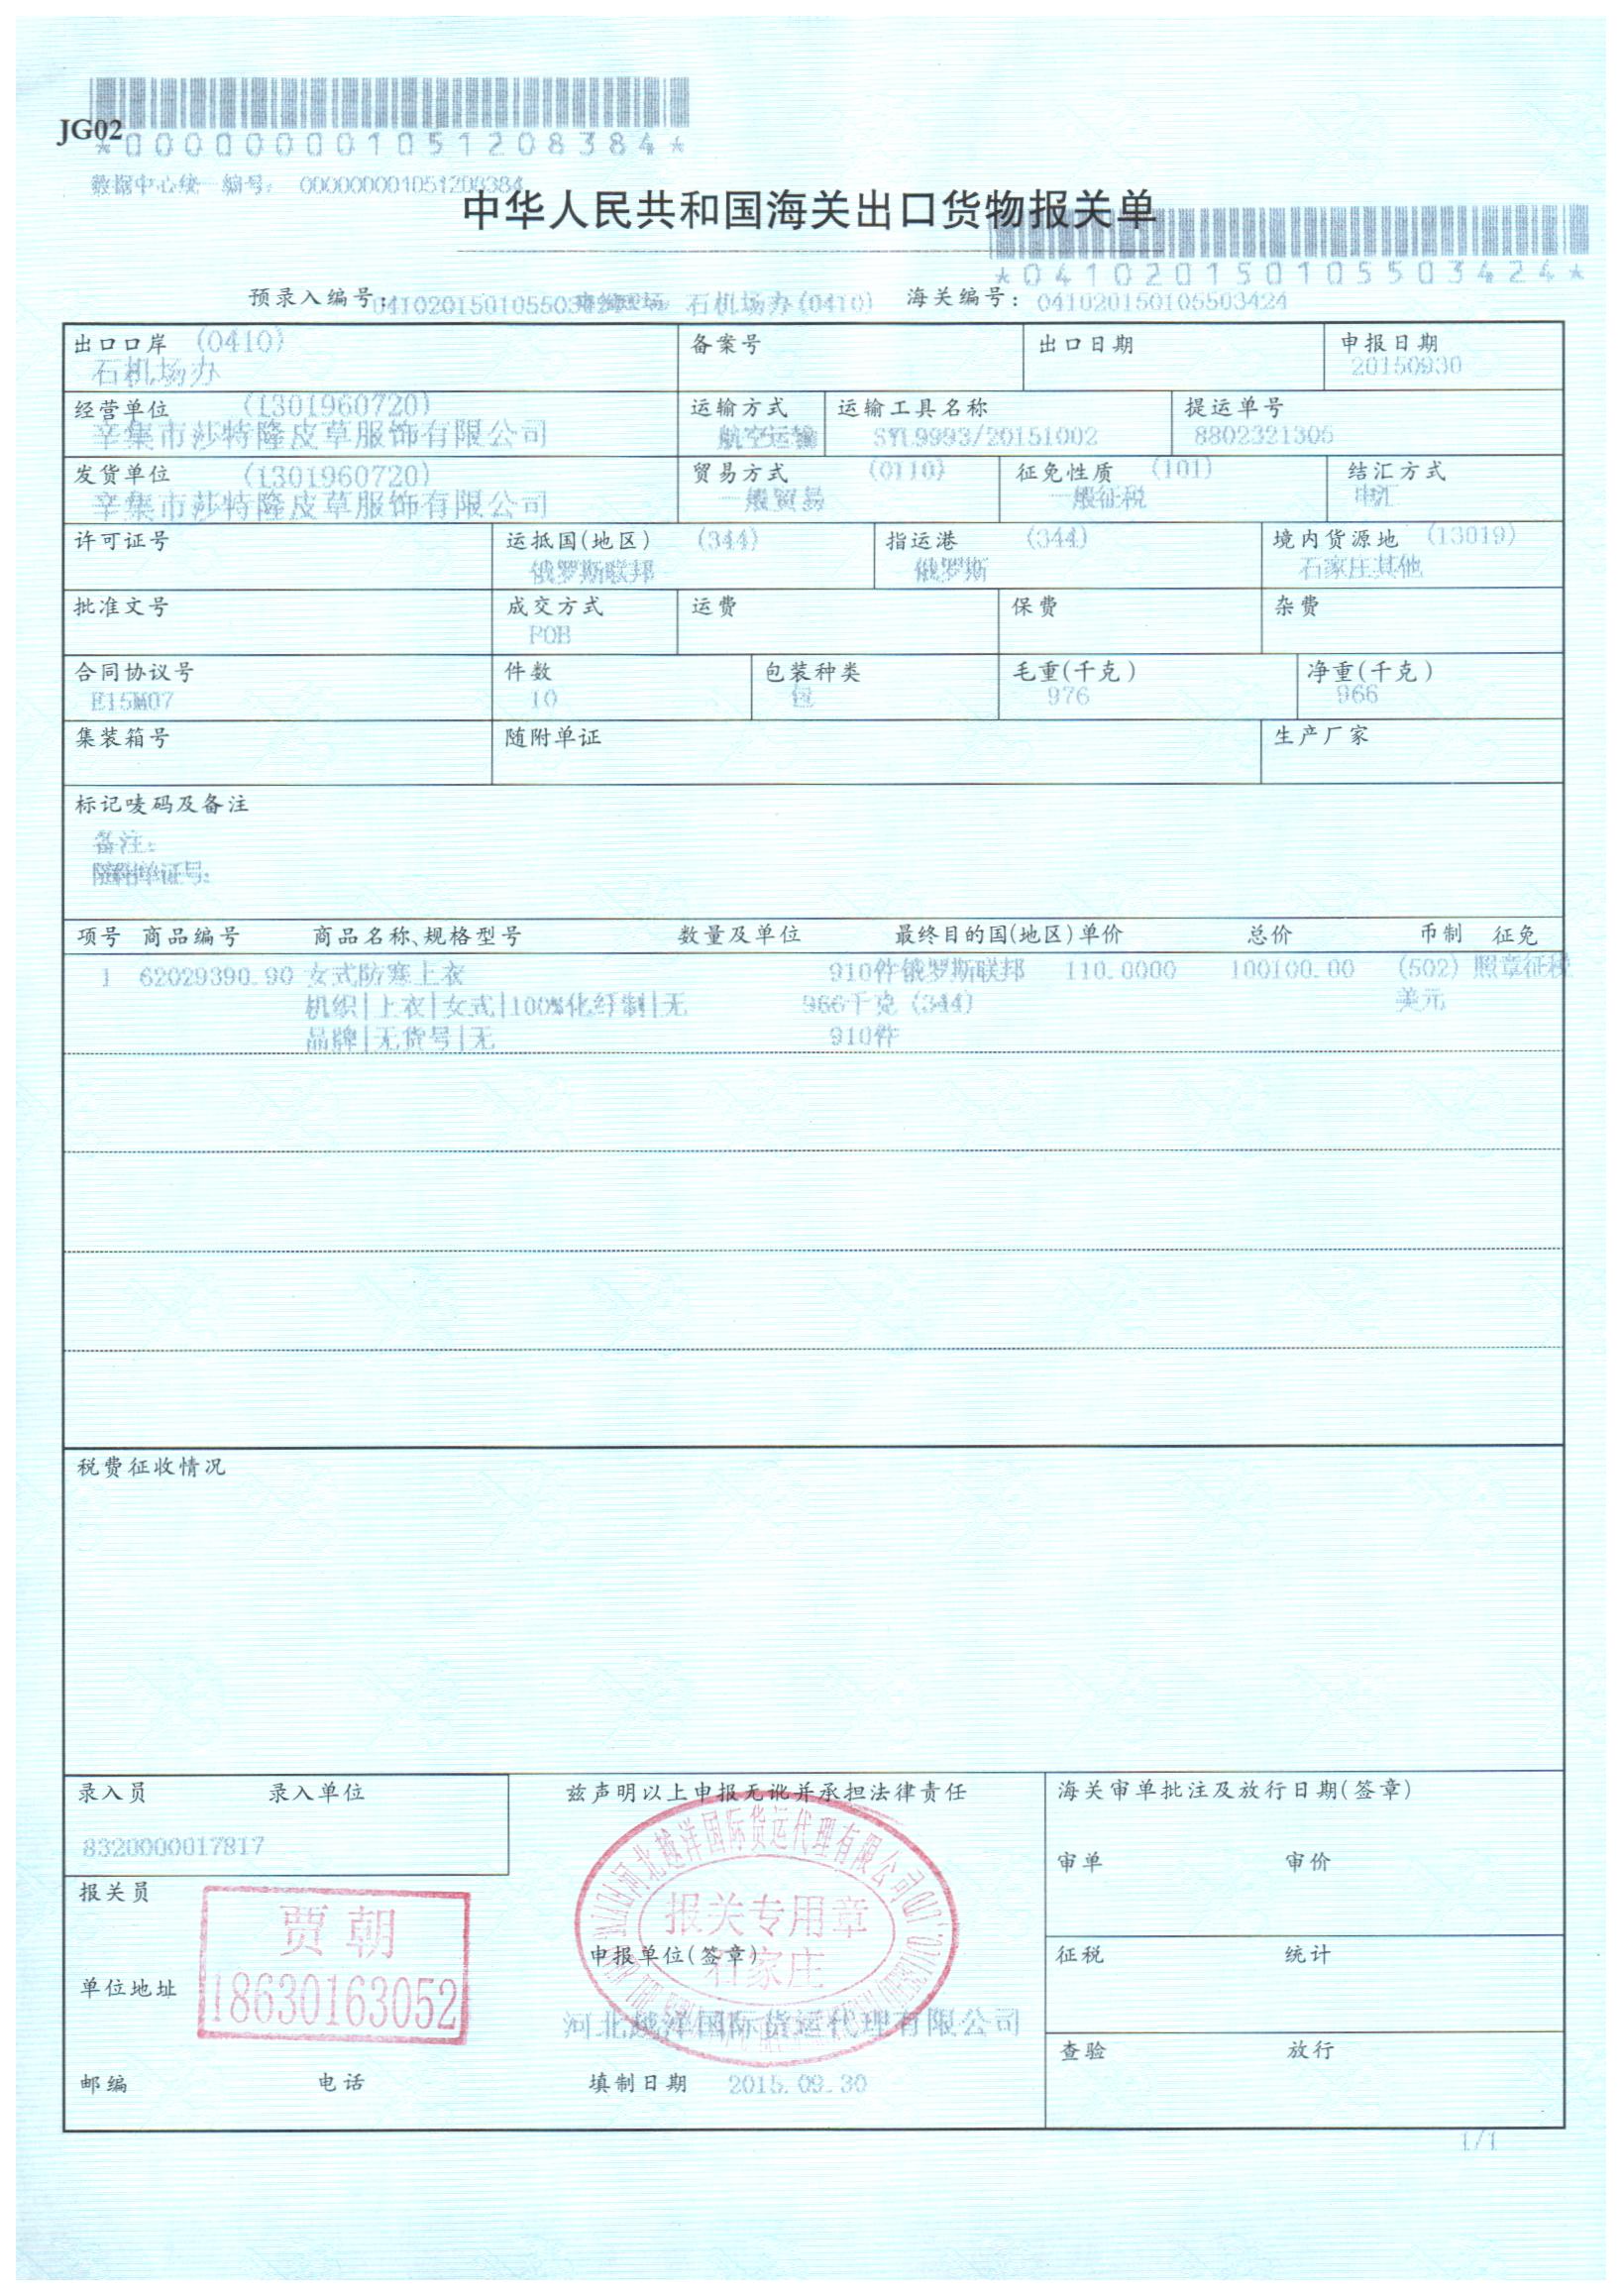 JG02
*000000001051208384*
数据中心统一编号： 000000001051208384
中华人民共和国海关出口货物报关单
*041020150105503424*
预录入编号： 石机场办(0410) 海关编号： 041020150105503424
出口口岸 (0410) 备案号 出口日期 申报日期
石机场办 20150930
经营单位 (1301960720) 运输方式 运输工具名称 提运单号
辛集市莎特隆皮草服饰有限公司 航空运输 SYL9993/20151002 8802321305
发货单位 (1301960720) 贸易方式 (0110) 征免性质 (101) 结汇方式
辛集市莎特隆皮草服饰有限公司 一般贸易 一般征税 电汇
许可证号 运抵国(地区) (344) 指运港 (344) 境内货源地 (13019)
俄罗斯联邦 俄罗斯 石家庄其他
批准文号 成交方式 运费 保费 杂费
FOB
合同协议号 件数 包装种类 毛重(千克) 净重(千克)
E15M07 10 包 976 966
集装箱号 随附单证 生产厂家
标记唛码及备注
备注：
随附单证号：
项号 商品编号 商品名称、规格型号 数量及单位 最终目的国(地区) 单价 总价 币制 征免
1 62029390.90 女式防寒上衣 910件 俄罗斯联邦 110.0000 100100.00 (502) 照章征税
机织|上衣|女式|100%化纤制|无 966千克 (344) 美元
品牌|无货号|无 910件
税费征收情况
录入员 录入单位 兹声明以上申报无讹并承担法律责任 海关审单批注及放行日期(签章)
8320000017817
审单 审价
报关员
贾朝
18630163052
河北越洋国际货运代理有限公司
报关专用章
石家庄
申报单位(签章) 征税 统计
单位地址
河北越洋国际货运代理有限公司
查验 放行
邮编 电话 填制日期 2015.09.30
1/1